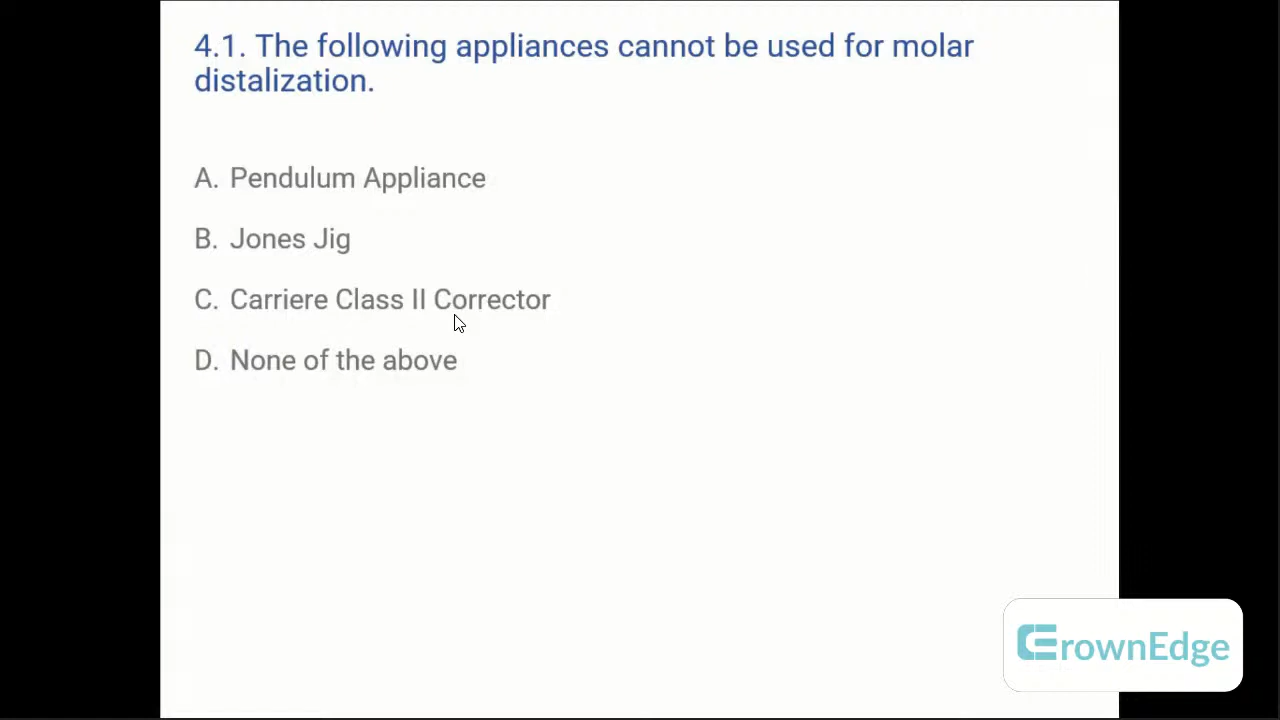 4.1. The following appliances cannot be used for molar
distalization.
A. Pendulum Appliance
B. Jones Jig
C. Carriere Class II Corrector
D. None of the above
CrownEdge